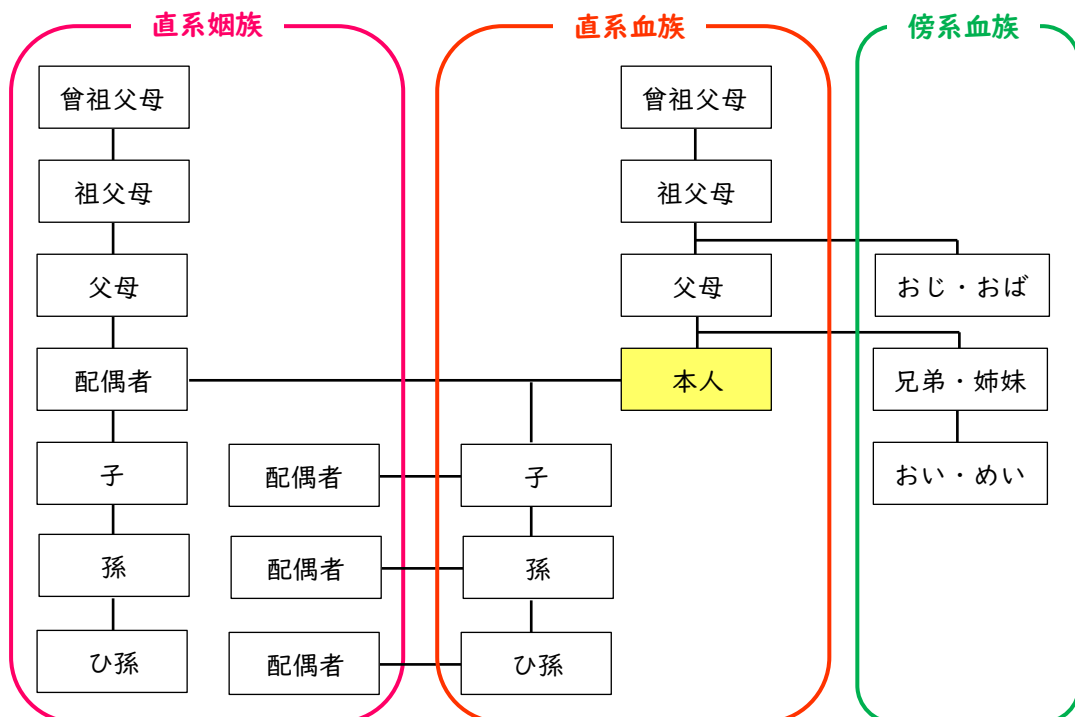 直系姻族
直系血族
傍系血族
曾祖父母
曾祖父母
祖父母
祖父母
父母
父母
おじ・おば
配偶者
本人
兄弟・姉妹
子
配偶者
子
おい・めい
孫
配偶者
孫
ひ孫
配偶者
ひ孫